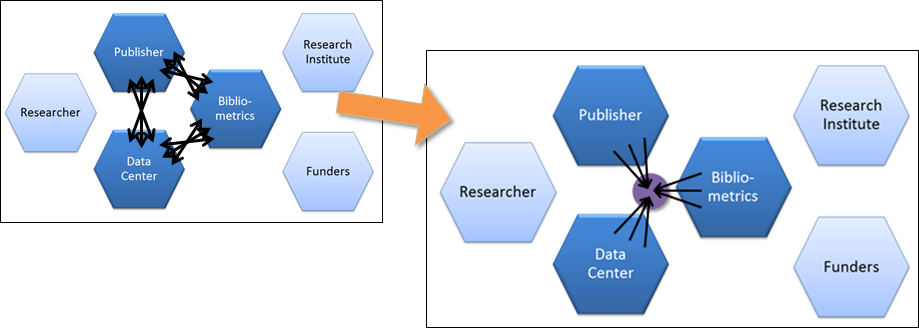 Publisher
Research
Institute
Researcher
Biblio-
metrics
Data
Center
Funders
Publisher
Research
Institute
Researcher
Biblio-
metrics
Data
Center
Funders